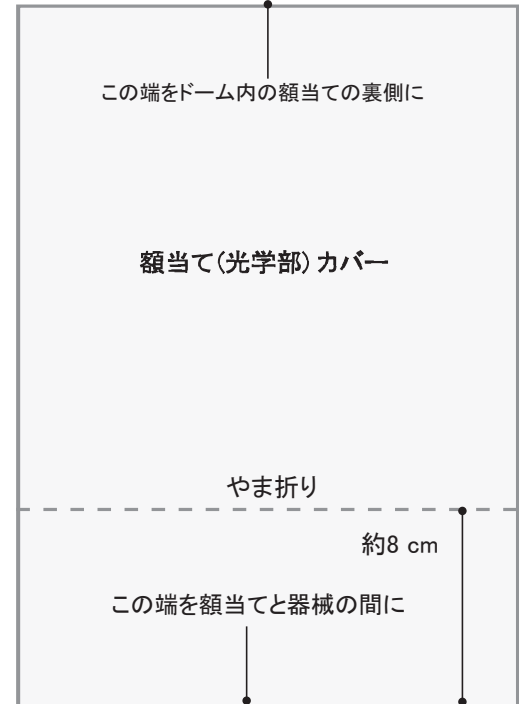 この端をドーム内の額当ての裏側に
額当て(光学部)カバー
やま折り
約8 cm
この端を額当てと器械の間に